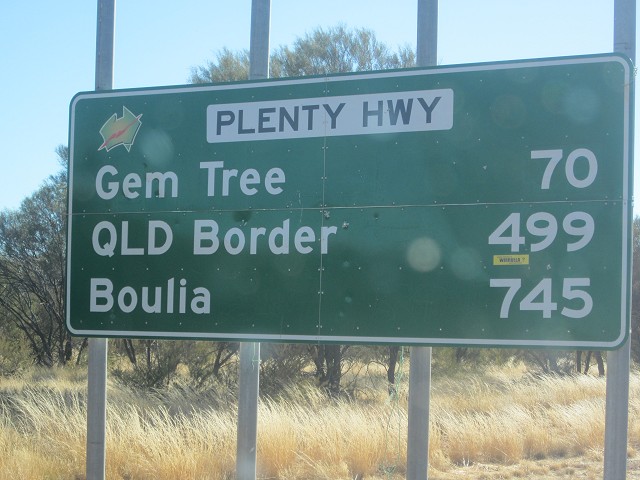 PLENTY HWY
Gem Tree 70
QLD Border 499
Boulia 745